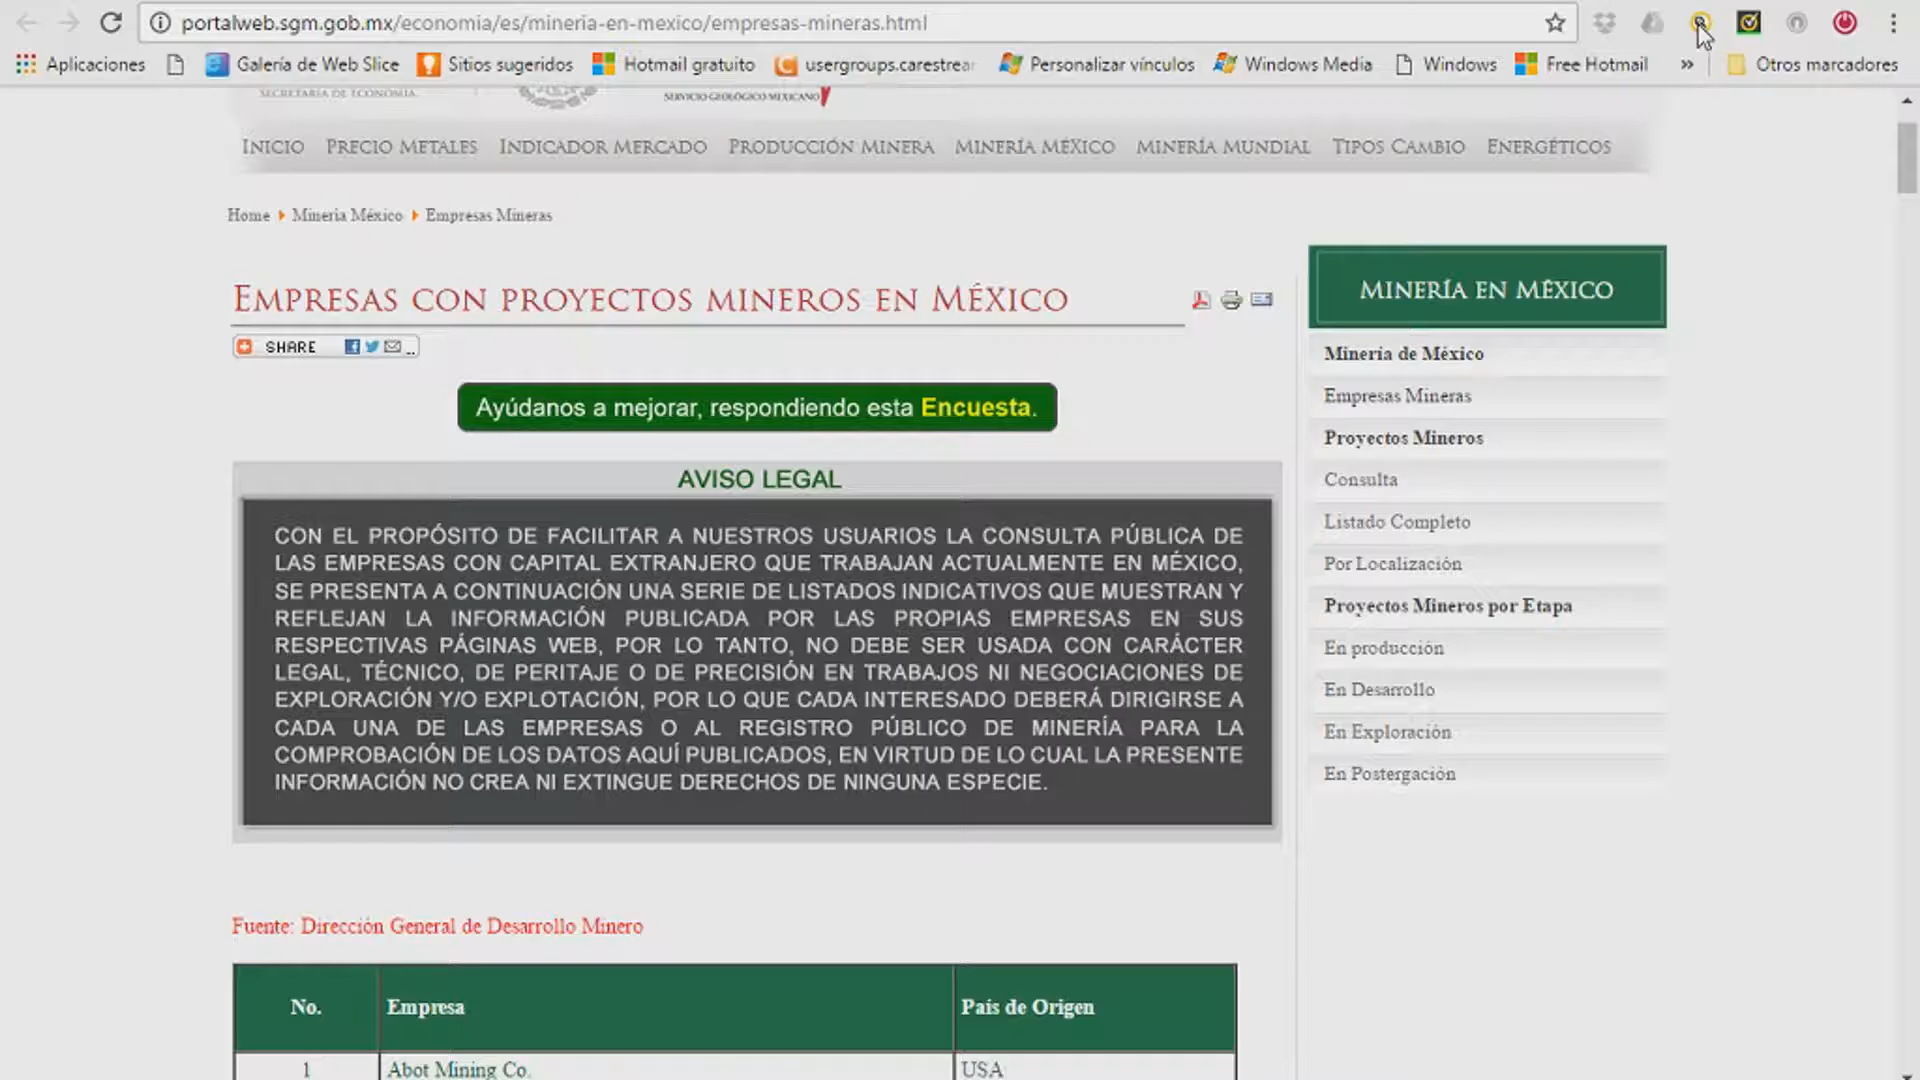 portalweb.sgm.gob.mx/economia/es/mineria-en-mexico/empresas-mineras.html
Aplicaciones Galería de Web Slice Sitios sugeridos Hotmail gratuito usergroups.carestrear Personalizar vínculos Windows Media Windows Free Hotmail » Otros marcadores
SECRETARÍA DE ECONOMÍA SERVICIO GEOLÓGICO MEXICANO
INICIO PRECIO METALES INDICADOR MERCADO PRODUCCIÓN MINERA MINERÍA MÉXICO MINERÍA MUNDIAL TIPOS CAMBIO ENERGÉTICOS
Home Mineria México Empresas Mineras
EMPRESAS CON PROYECTOS MINEROS EN MÉXICO
SHARE
Ayúdanos a mejorar, respondiendo esta Encuesta.
AVISO LEGAL
CON EL PROPÓSITO DE FACILITAR A NUESTROS USUARIOS LA CONSULTA PÚBLICA DE
LAS EMPRESAS CON CAPITAL EXTRANJERO QUE TRABAJAN ACTUALMENTE EN MÉXICO,
SE PRESENTA A CONTINUACIÓN UNA SERIE DE LISTADOS INDICATIVOS QUE MUESTRAN Y
REFLEJAN LA INFORMACIÓN PUBLICADA POR LAS PROPIAS EMPRESAS EN SUS
RESPECTIVAS PÁGINAS WEB, POR LO TANTO, NO DEBE SER USADA CON CARÁCTER
LEGAL, TÉCNICO, DE PERITAJE O DE PRECISIÓN EN TRABAJOS NI NEGOCIACIONES DE
EXPLORACIÓN Y/O EXPLOTACIÓN, POR LO QUE CADA INTERESADO DEBERÁ DIRIGIRSE A
CADA UNA DE LAS EMPRESAS O AL REGISTRO PÚBLICO DE MINERÍA PARA LA
COMPROBACIÓN DE LOS DATOS AQUÍ PUBLICADOS, EN VIRTUD DE LO CUAL LA PRESENTE
INFORMACIÓN NO CREA NI EXTINGUE DERECHOS DE NINGUNA ESPECIE.
Fuente: Dirección General de Desarrollo Minero
No. Empresa País de Origen
1 Abot Mining Co. USA
MINERÍA EN MÉXICO
Mineria de México
Empresas Mineras
Proyectos Mineros
Consulta
Listado Completo
Por Localización
Proyectos Mineros por Etapa
En producción
En Desarrollo
En Exploración
En Postergación